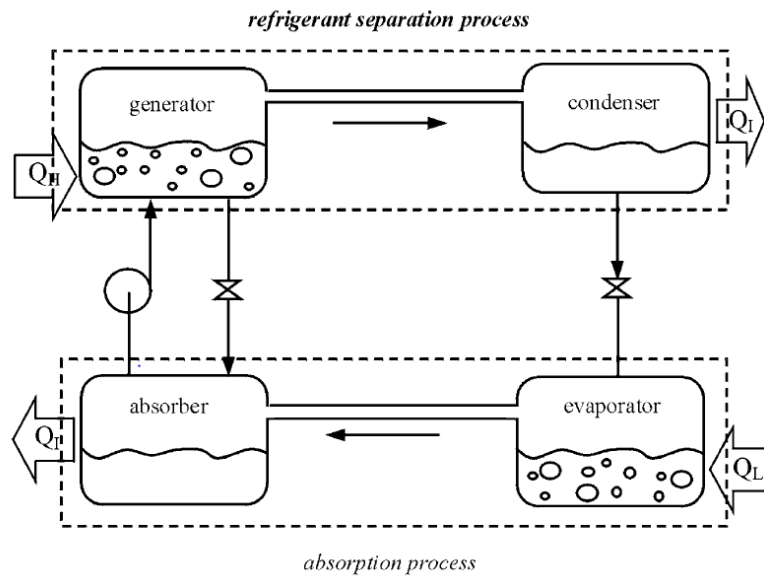 refrigerant separation process
generator
condenser
Q_H
Q_I
absorber
evaporator
Q_I
Q_L
absorption process